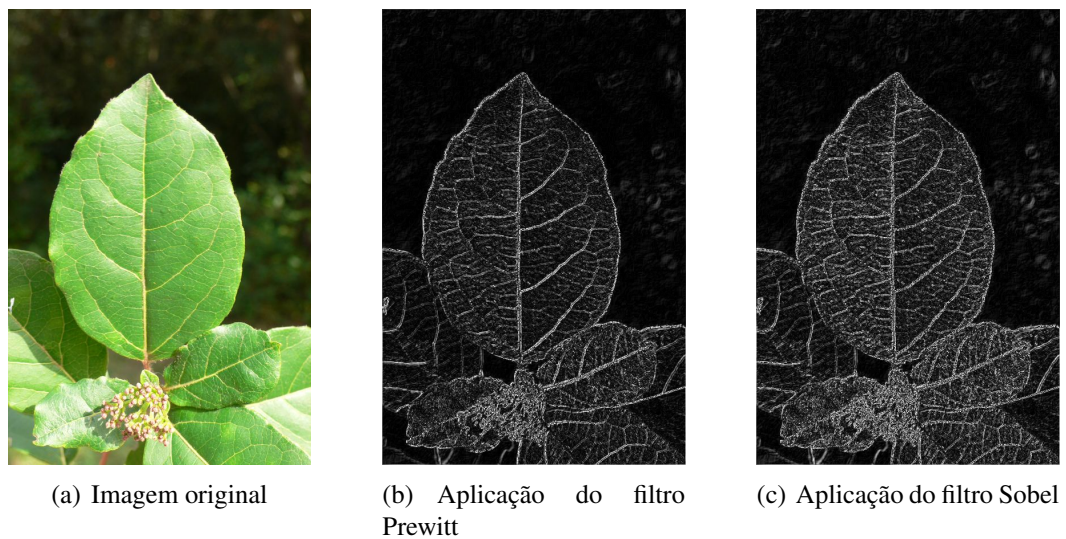 (a) Imagem original
(b) Aplicação do filtro
Prewitt
(c) Aplicação do filtro Sobel